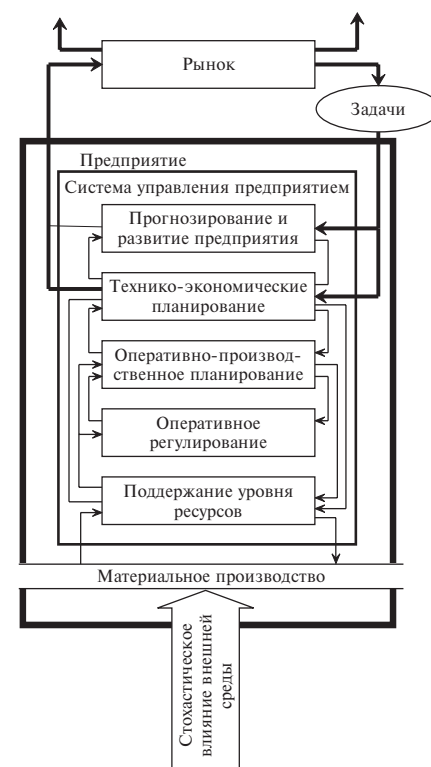 Рынок
Задачи
Предприятие
Система управления предприятием
Прогнозирование и
развитие предприятия
Технико-экономические
планирование
Оперативно-производ-
ственное планирование
Оперативное
регулирование
Поддержание уровня
ресурсов
Материальное производство
Стохастическое
влияние внешней
среды